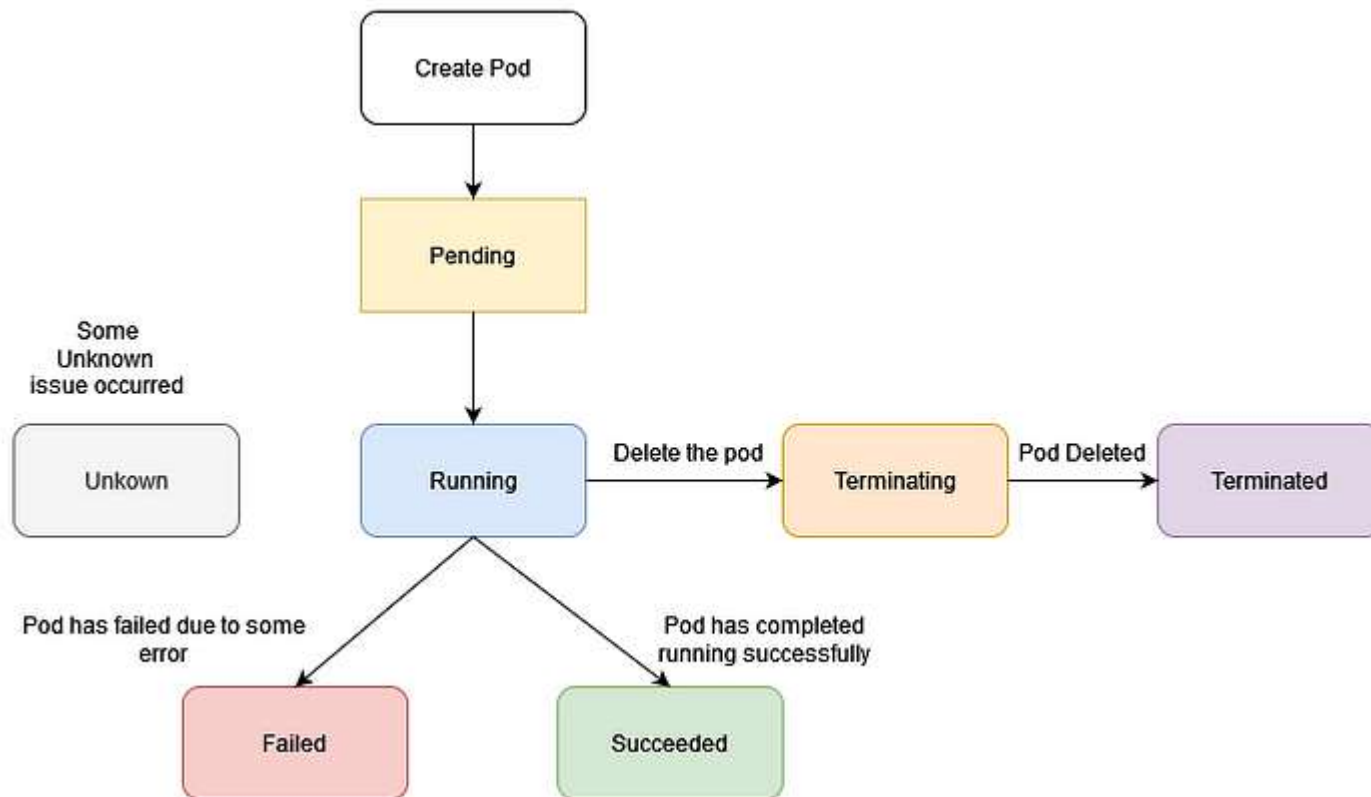 Create Pod
Pending
Some
Unknown
issue occurred
Unkown
Running
Delete the pod
Terminating
Pod Deleted
Terminated
Pod has failed due to some
error
Pod has completed
running successfully
Failed
Succeeded